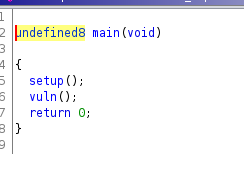 1
2 undefined8 main(void)
3
4 {
5   setup();
6   vuln();
7   return 0;
8 }
9